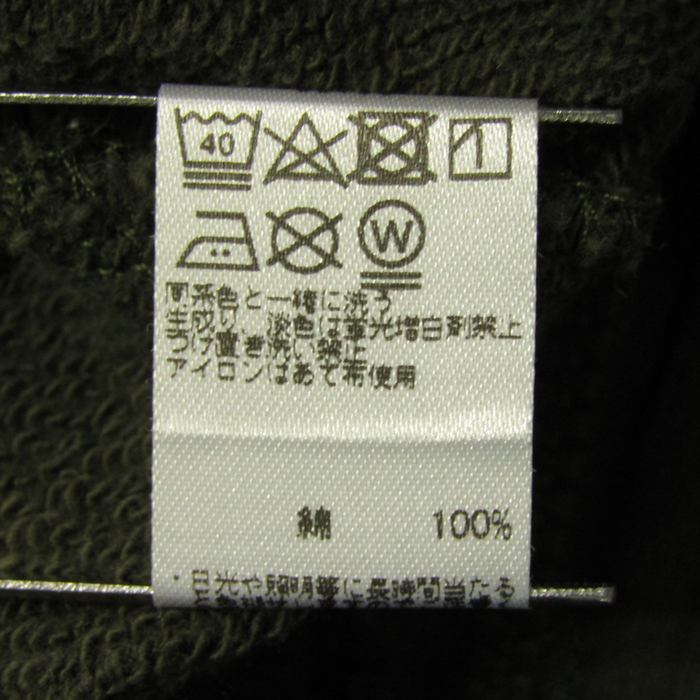 40
W
同系色と一緒に洗う
生成り、淡色は蛍光増白剤禁止
つけ置き洗い禁止
アイロンはあて布使用
綿 100%